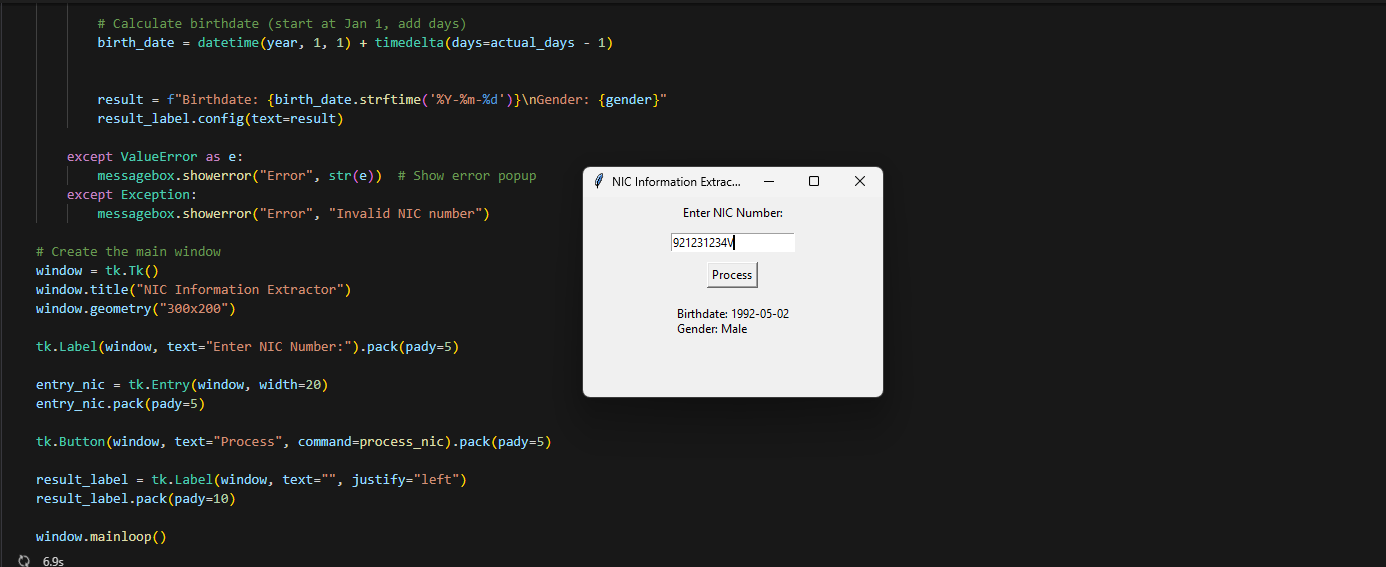 # Calculate birthdate (start at Jan 1, add days)
birth_date = datetime(year, 1, 1) + timedelta(days=actual_days - 1)
result = f"Birthdate: {birth_date.strftime('%Y-%m-%d')}\nGender: {gender}"
result_label.config(text=result)
except ValueError as e:
messagebox.showerror("Error", str(e))  # Show error popup
except Exception:
messagebox.showerror("Error", "Invalid NIC number")
# Create the main window
window = tk.Tk()
window.title("NIC Information Extractor")
window.geometry("300x200")
tk.Label(window, text="Enter NIC Number:").pack(pady=5)
entry_nic = tk.Entry(window, width=20)
entry_nic.pack(pady=5)
tk.Button(window, text="Process", command=process_nic).pack(pady=5)
result_label = tk.Label(window, text="", justify="left")
result_label.pack(pady=10)
window.mainloop()
6.9s
NIC Information Extrac...
Enter NIC Number:
921231234V
Process
Birthdate: 1992-05-02
Gender: Male